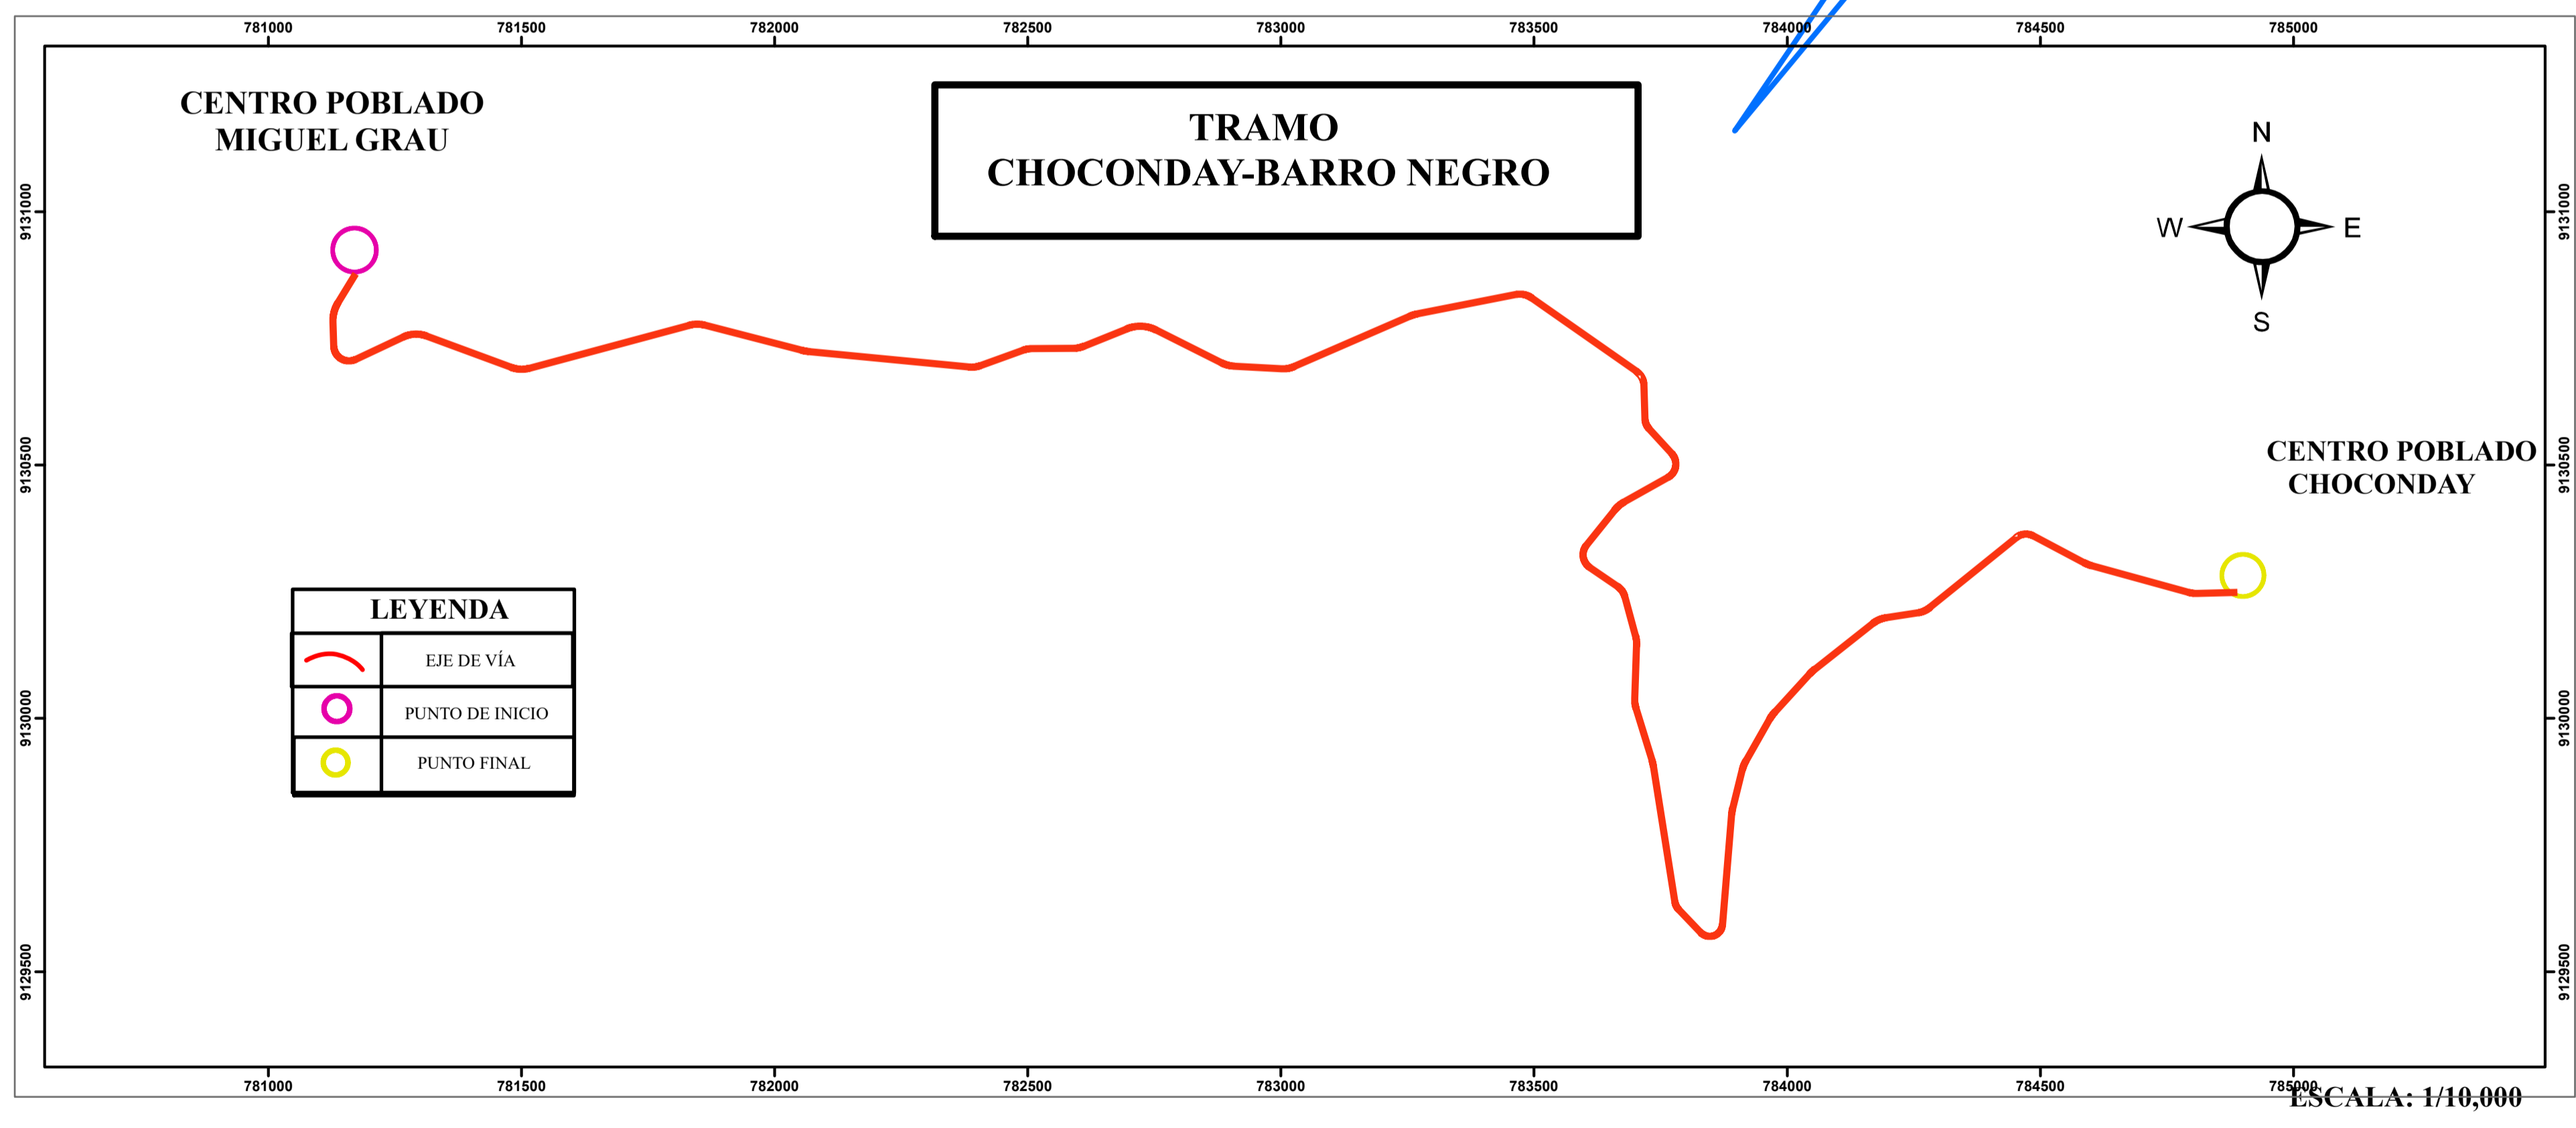 781000 781500 782000 782500 783000 783500 784000 784500 785000
CENTRO POBLADO
MIGUEL GRAU
TRAMO
CHOCONDAY-BARRO NEGRO
N
W E
S
9131000 9131000
9130500 9130500
CENTRO POBLADO
CHOCONDAY
LEYENDA
EJE DE VÍA
PUNTO DE INICIO
PUNTO FINAL
9130000 9130000
9129500 9129500
781000 781500 782000 782500 783000 783500 784000 784500 785000
ESCALA: 1/10,000